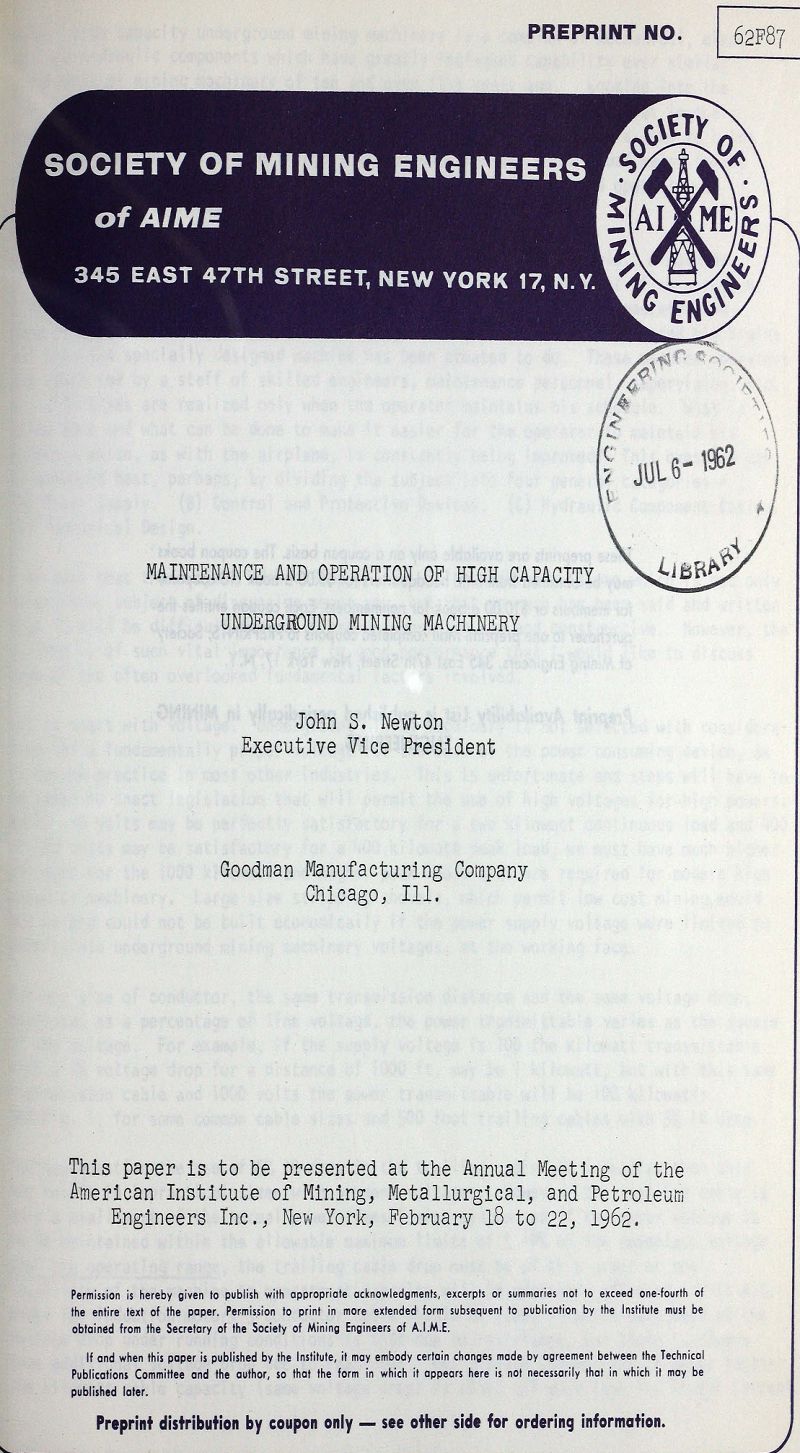 PREPRINT NO. 62F87
SOCIETY OF MINING ENGINEERS
of AIME
345 EAST 47TH STREET, NEW YORK 17, N.Y.
· SOCIETY OF ·
MINING ENGINEERS
AI ME
ENGINEERING SOCIETIES
JUL 6- 1962
LIBRARY
MAINTENANCE AND OPERATION OF HIGH CAPACITY
UNDERGROUND MINING MACHINERY
John S. Newton
Executive Vice President
Goodman Manufacturing Company
Chicago, Ill.
This paper is to be presented at the Annual Meeting of the
American Institute of Mining, Metallurgical, and Petroleum
Engineers Inc., New York, February 18 to 22, 1962.
Permission is hereby given to publish with appropriate acknowledgments, excerpts or summaries not to exceed one-fourth of
the entire text of the paper. Permission to print in more extended form subsequent to publication by the Institute must be
obtained from the Secretary of the Society of Mining Engineers of A.I.M.E.
If and when this paper is published by the Institute, it may embody certain changes made by agreement between the Technical
Publications Committee and the author, so that the form in which it appears here is not necessarily that in which it may be
published later.
Preprint distribution by coupon only — see other side for ordering information.